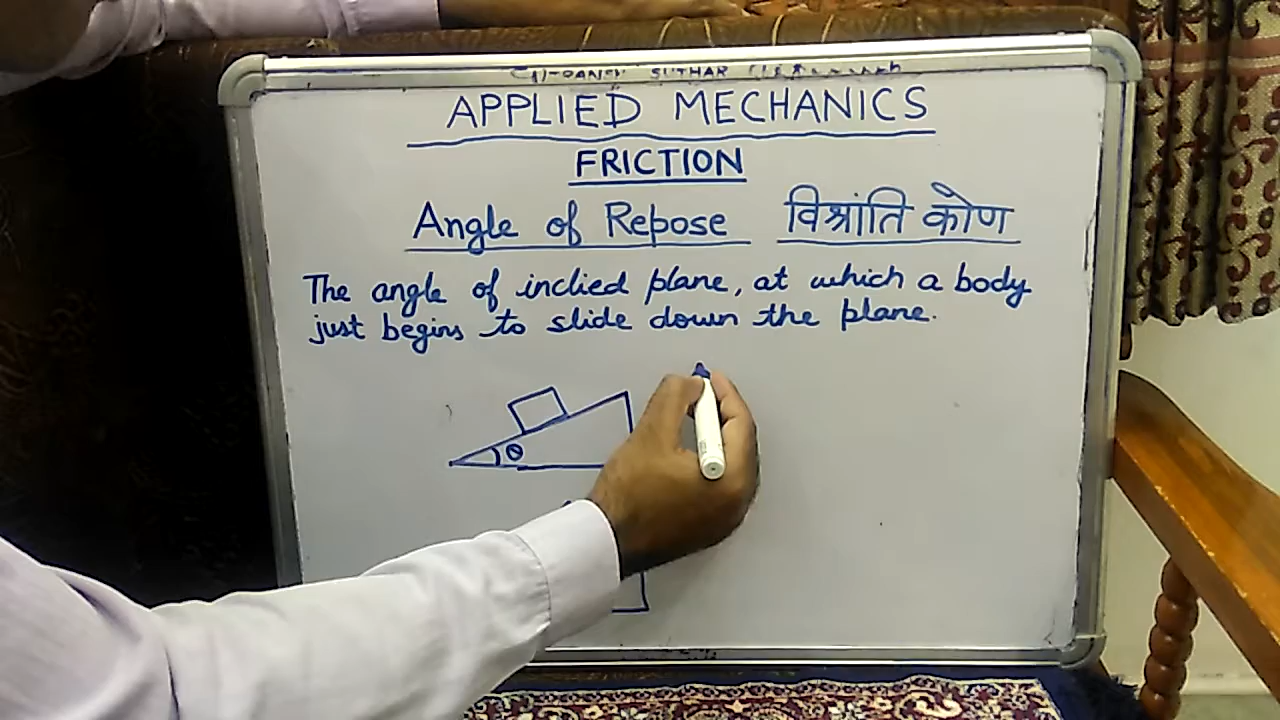 SUTHAR
APPLIED MECHANICS
FRICTION
Angle of Repose विश्रांति कोण
The angle of inclied plane, at which a body
just begins to slide down the plane.
θ